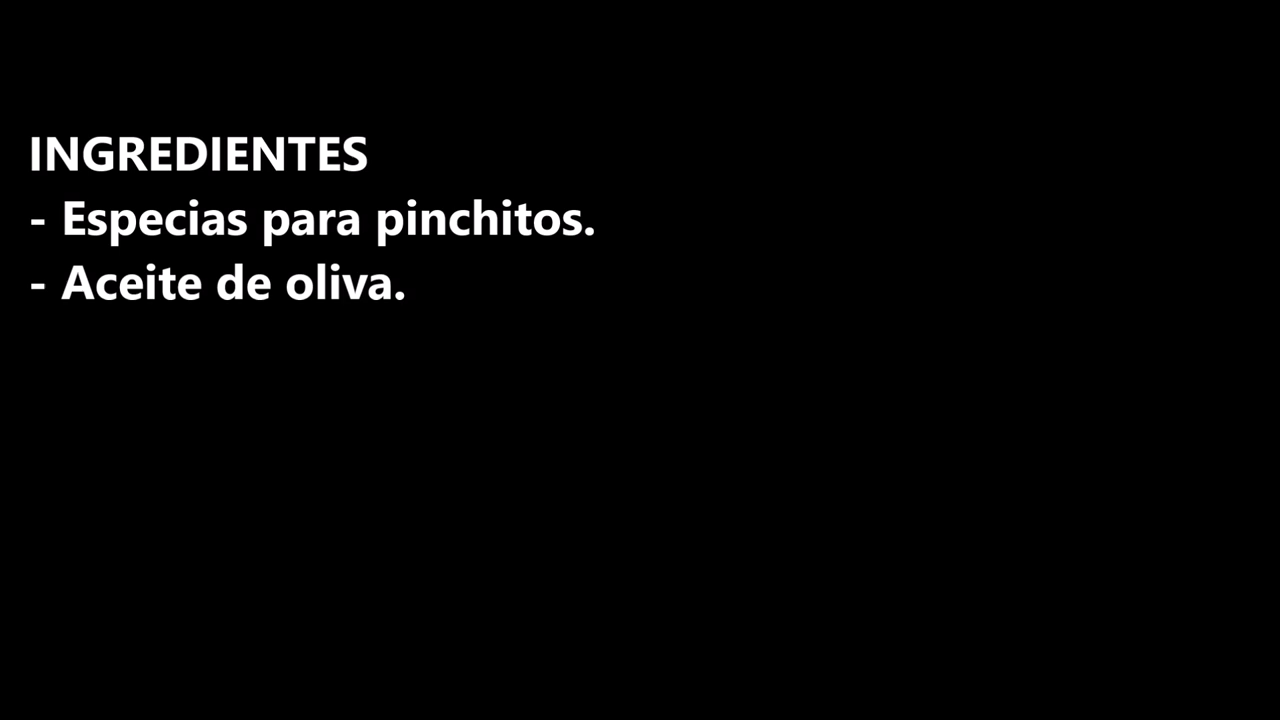 INGREDIENTES
- Especias para pinchitos.
- Aceite de oliva.